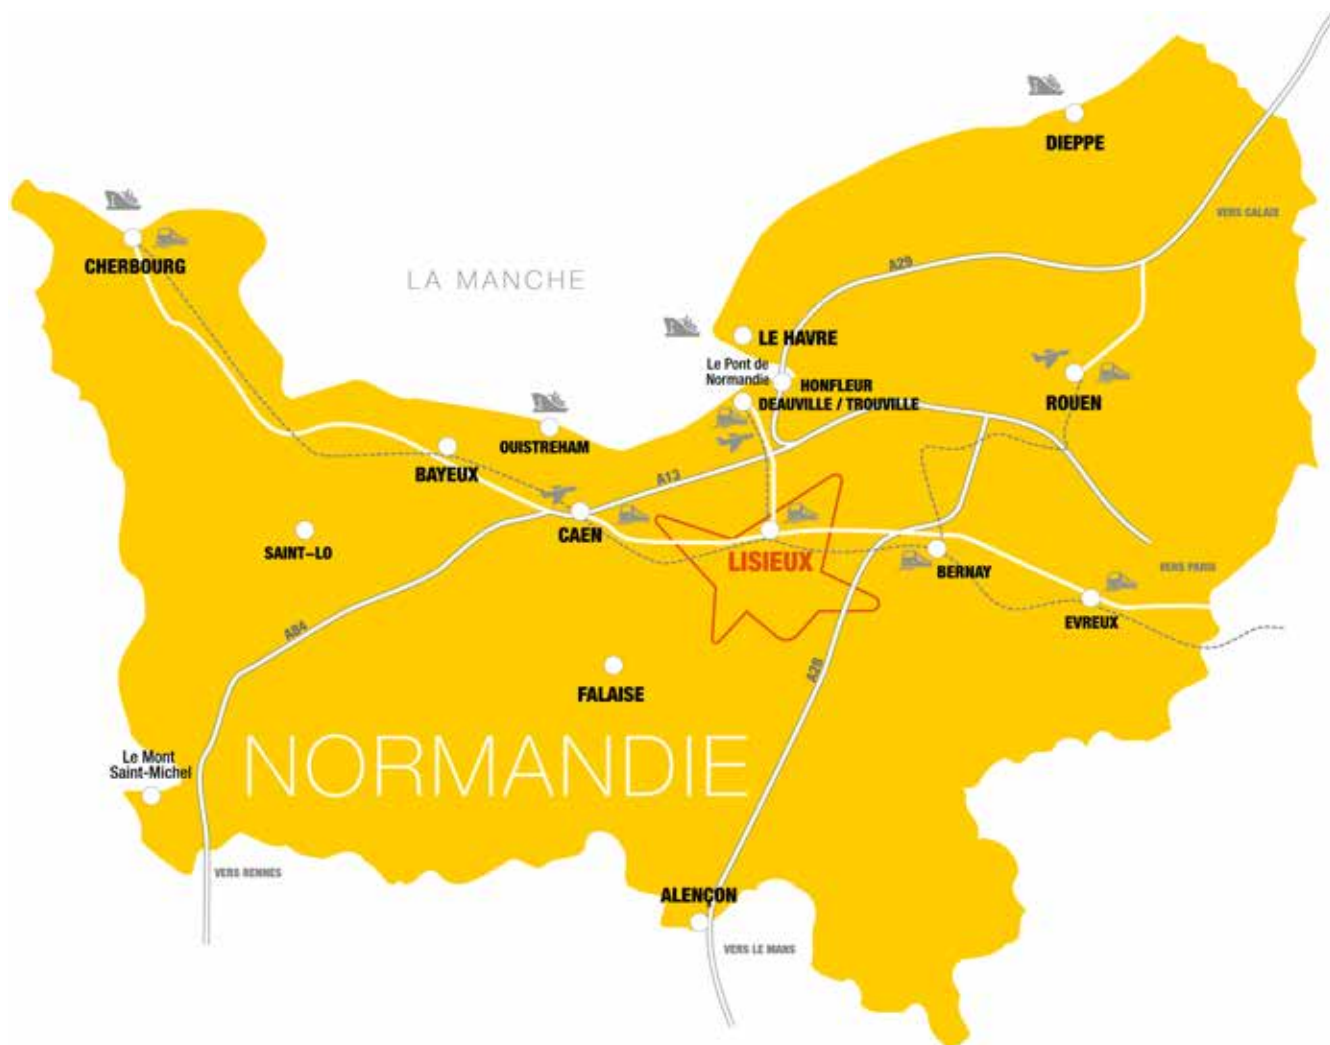 DIEPPE
VERS CALAIS
CHERBOURG
LA MANCHE
A29
LE HAVRE
Le Pont de
Normandie
HONFLEUR
DEAUVILLE / TROUVILLE
ROUEN
OUISTREHAM
BAYEUX
A13
CAEN
SAINT-LO
LISIEUX
BERNAY
VERS PARIS
EVREUX
A84
A28
FALAISE
NORMANDIE
Le Mont
Saint-Michel
VERS RENNES
ALENÇON
VERS LE MANS